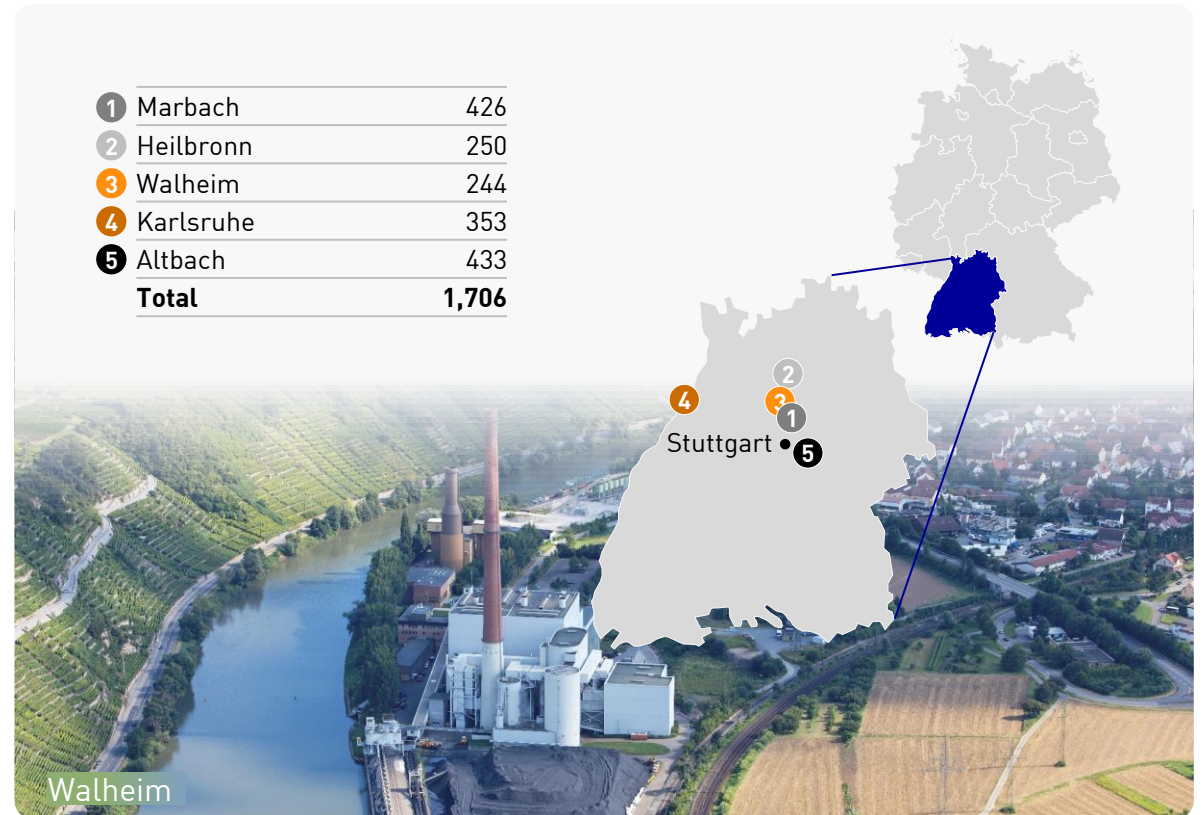 1 Marbach 426
2 Heilbronn 250
3 Walheim 244
4 Karlsruhe 353
5 Altbach 433
Total 1,706
2
4
3
1
Stuttgart
5
Walheim